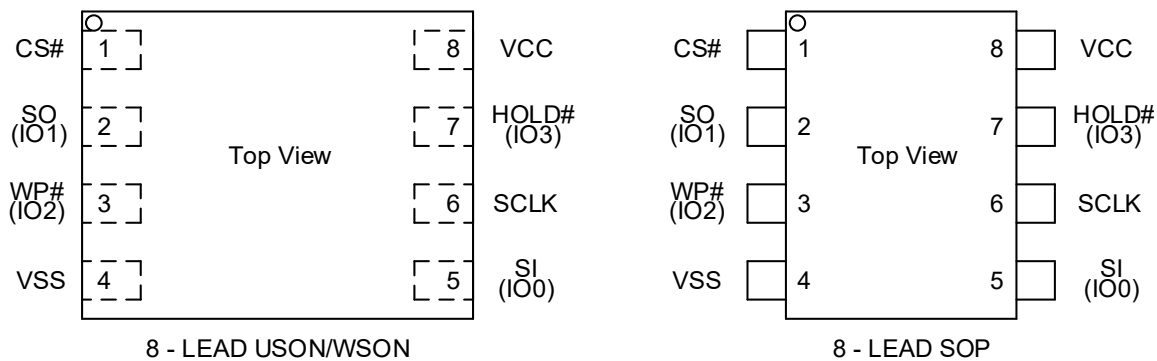 CS#
1
8
VCC
SO
(IO1)
2
7
HOLD#
(IO3)
Top View
WP#
(IO2)
3
6
SCLK
VSS
4
5
SI
(IO0)
8 - LEAD USON/WSON
CS#
1
8
VCC
SO
(IO1)
2
7
HOLD#
(IO3)
Top View
WP#
(IO2)
3
6
SCLK
VSS
4
5
SI
(IO0)
8 - LEAD SOP